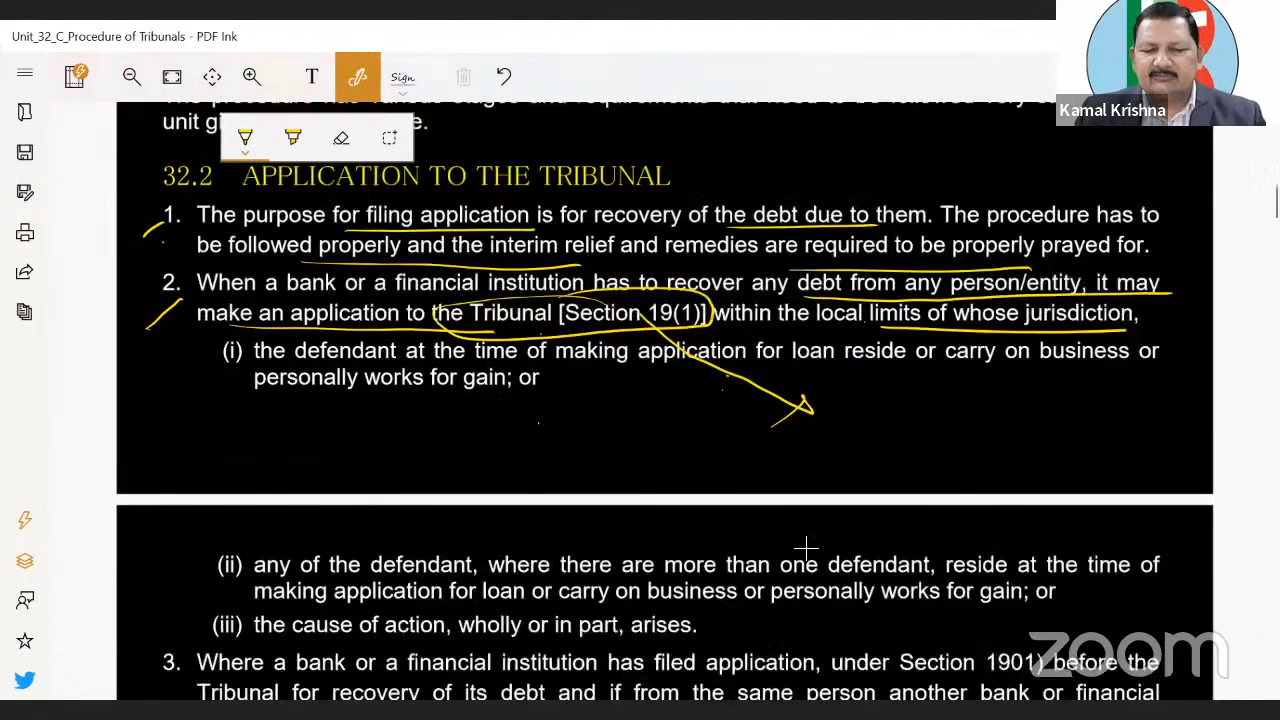 Unit_32_C_Procedure of Tribunals - PDF Ink
T
Sign
Kamal Krishna
unit
e.
32.2 APPLICATION TO THE TRIBUNAL
1. The purpose for filing application is for recovery of the debt due to them. The procedure has to
be followed properly and the interim relief and remedies are required to be properly prayed for.
2. When a bank or a financial institution has to recover any debt from any person/entity, it may
make an application to the Tribunal [Section 19(1)] within the local limits of whose jurisdiction,
(i) the defendant at the time of making application for loan reside or carry on business or
personally works for gain; or
(ii) any of the defendant, where there are more than one defendant, reside at the time of
making application for loan or carry on business or personally works for gain; or
(iii) the cause of action, wholly or in part, arises.
3. Where a bank or a financial institution has filed application, under Section 1901) before the
Tribunal for recovery of its debt and if from the same person another bank or financial
zoom